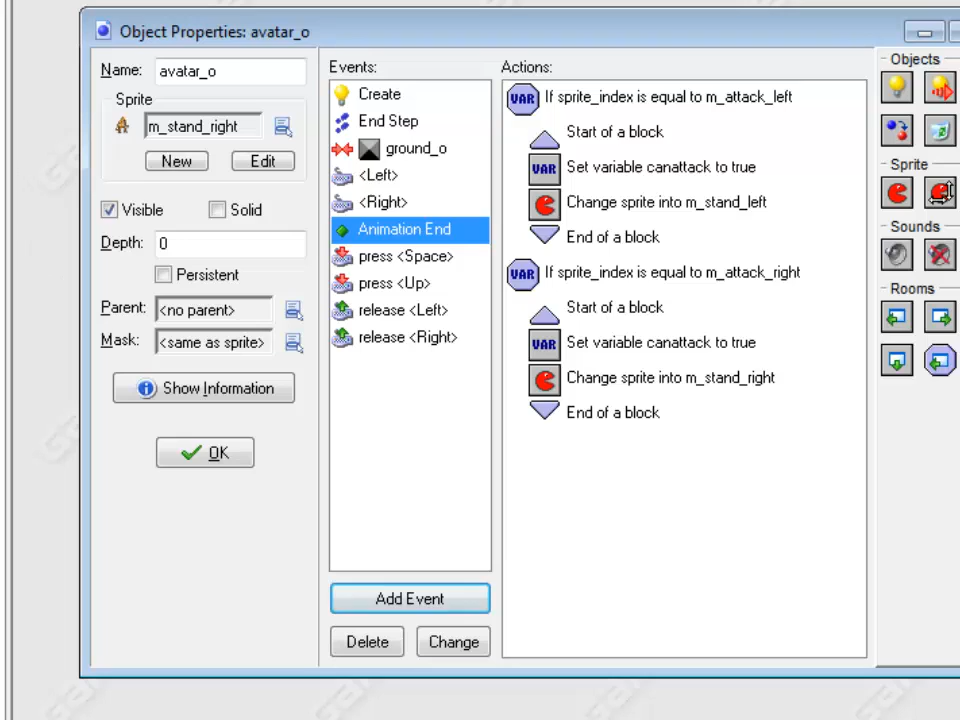 Object Properties: avatar_o
Name: avatar_o
Sprite
m_stand_right
New Edit
Visible Solid
Depth: 0
Persistent
Parent: <no parent>
Mask: <same as sprite>
Show Information
OK
Events:
Create
End Step
ground_o
<Left>
<Right>
Animation End
press <Space>
press <Up>
release <Left>
release <Right>
Add Event
Delete Change
Actions:
VAR If sprite_index is equal to m_attack_left
Start of a block
VAR Set variable canattack to true
Change sprite into m_stand_left
End of a block
VAR If sprite_index is equal to m_attack_right
Start of a block
VAR Set variable canattack to true
Change sprite into m_stand_right
End of a block
Objects
Sprite
Sounds
Rooms